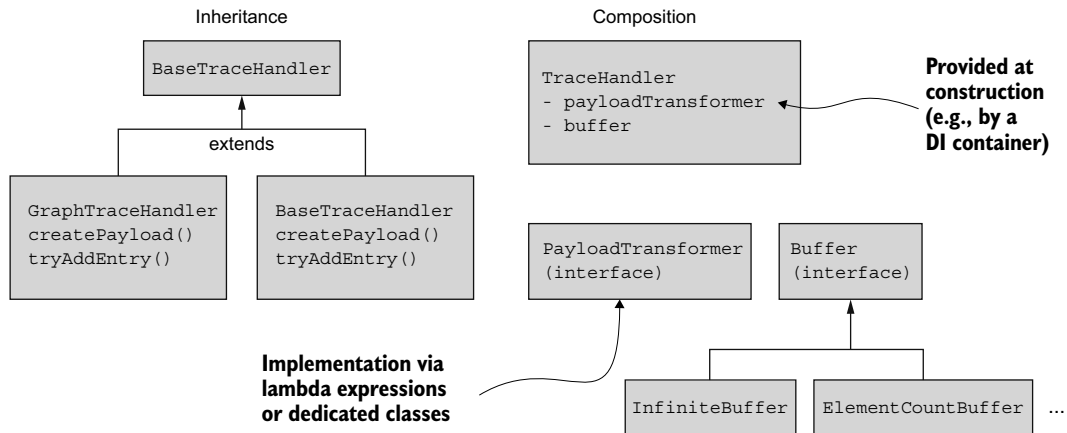 Inheritance
BaseTraceHandler
extends
GraphTraceHandler
createPayload()
tryAddEntry()
BaseTraceHandler
createPayload()
tryAddEntry()
Composition
TraceHandler
- payloadTransformer
- buffer
Provided at
construction
(e.g., by a
DI container)
PayloadTransformer
(interface)
Buffer
(interface)
Implementation via
lambda expressions
or dedicated classes
InfiniteBuffer
ElementCountBuffer
...